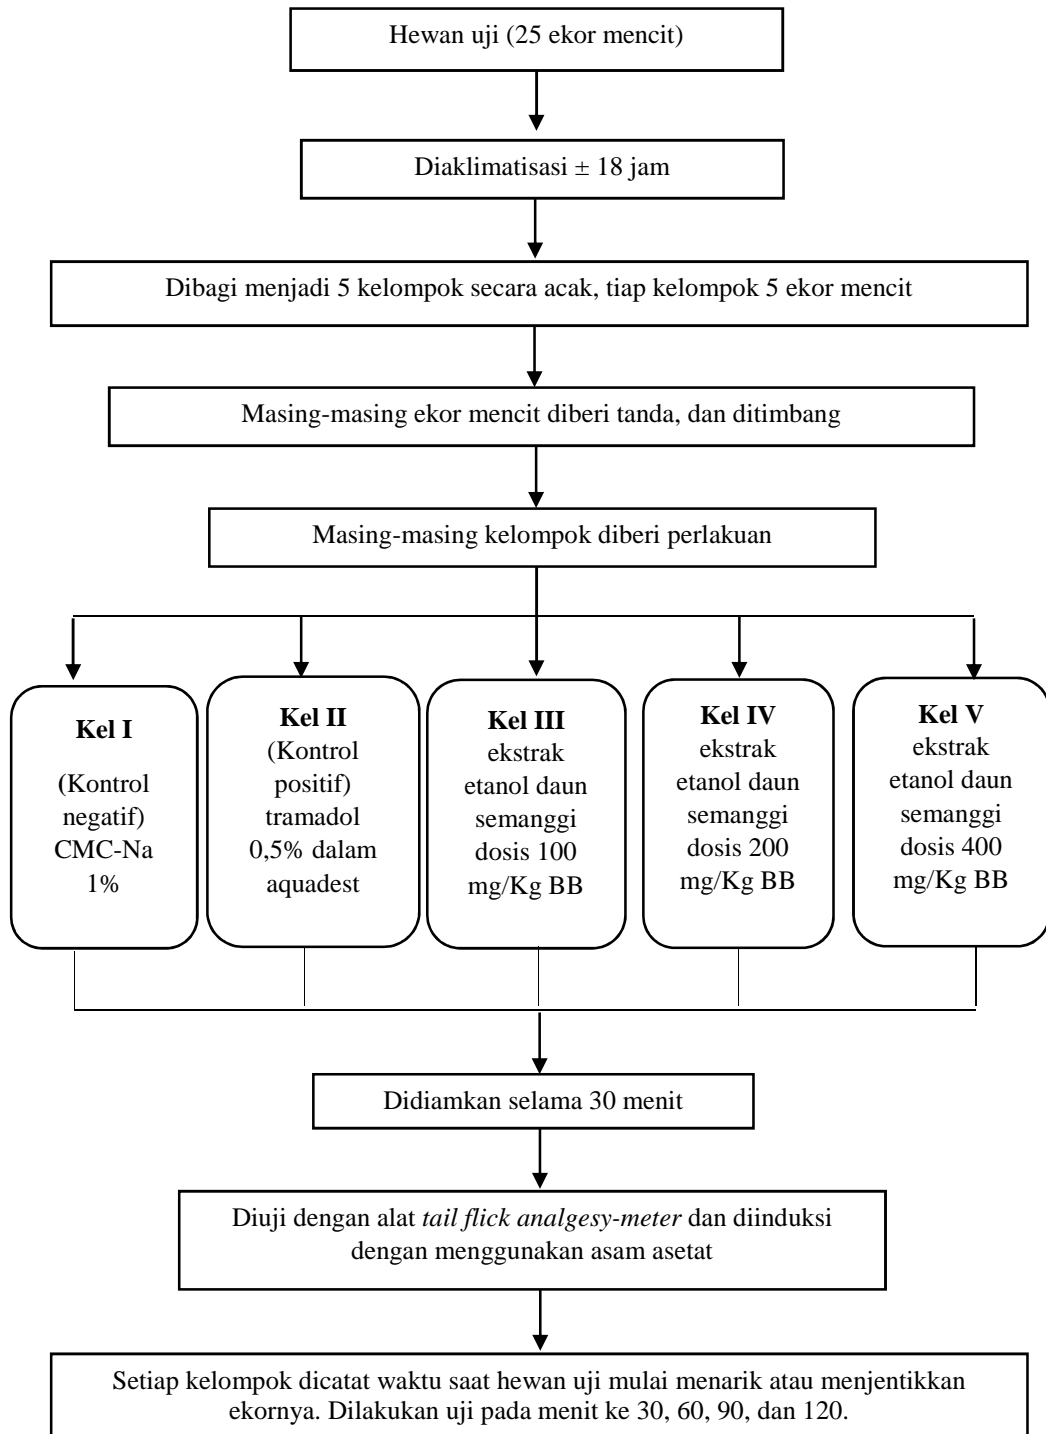 Hewan uji (25 ekor mencit)
Diaklimatisasi ± 18 jam
Dibagi menjadi 5 kelompok secara acak, tiap kelompok 5 ekor mencit
Masing-masing ekor mencit diberi tanda, dan ditimbang
Masing-masing kelompok diberi perlakuan
Kel I
(Kontrol
negatif)
CMC-Na
1%
Kel II
(Kontrol
positif)
tramadol
0,5% dalam
aquadest
Kel III
ekstrak
etanol daun
semanggi
dosis 100
mg/Kg BB
Kel IV
ekstrak
etanol daun
semanggi
dosis 200
mg/Kg BB
Kel V
ekstrak
etanol daun
semanggi
dosis 400
mg/Kg BB
Didiamkan selama 30 menit
Diuji dengan alat tail flick analgesy-meter dan diinduksi
dengan menggunakan asam asetat
Setiap kelompok dicatat waktu saat hewan uji mulai menarik atau menjentikkan
ekornya. Dilakukan uji pada menit ke 30, 60, 90, dan 120.